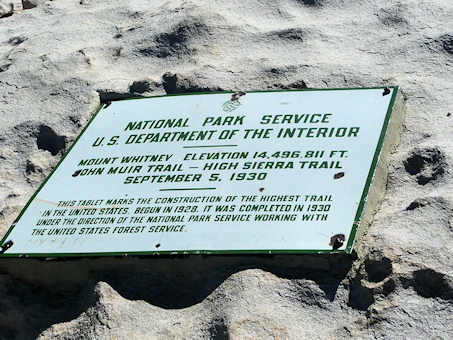 NATIONAL PARK SERVICE
U.S. DEPARTMENT OF THE INTERIOR
MOUNT WHITNEY ELEVATION 14,496.811 FT.
JOHN MUIR TRAIL – HIGH SIERRA TRAIL
SEPTEMBER 5, 1930
THIS TABLET MARKS THE CONSTRUCTION OF THE HIGHEST TRAIL
IN THE UNITED STATES. BEGUN IN 1928, IT WAS COMPLETED IN 1930
UNDER THE DIRECTION OF THE NATIONAL PARK SERVICE WORKING WITH
THE UNITED STATES FOREST SERVICE.